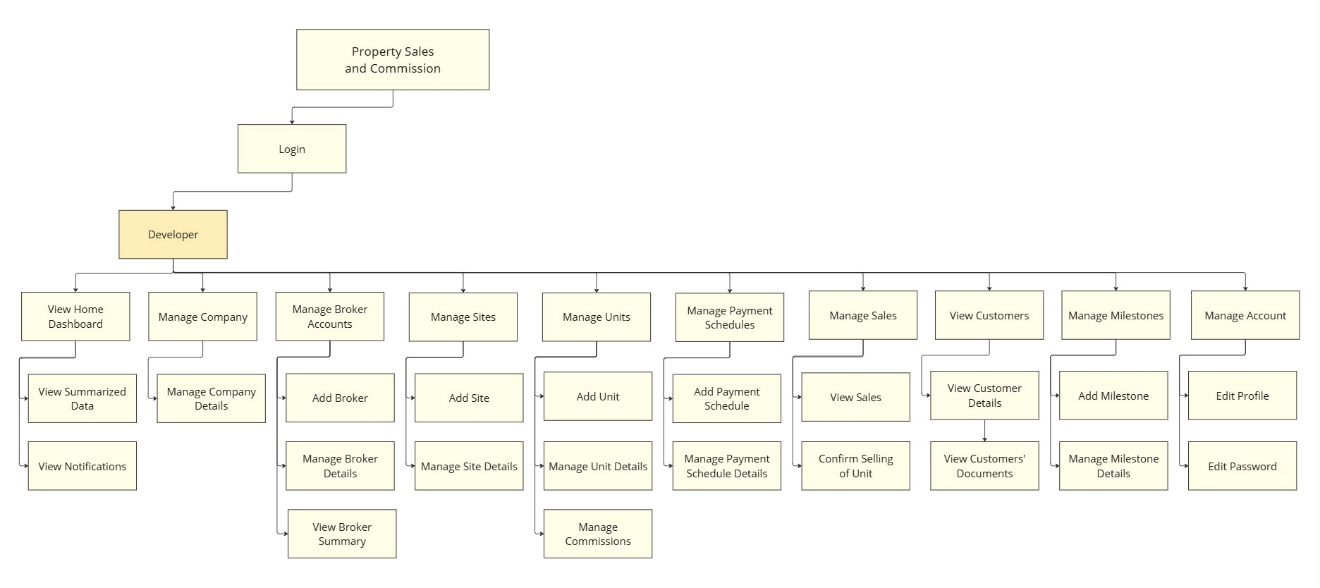 Property Sales
and Commission
Login
Developer
View Home
Dashboard
Manage Company
Manage Broker
Accounts
Manage Sites
Manage Units
Manage Payment
Schedules
Manage Sales
View Customers
Manage Milestones
Manage Account
View Summarized
Data
Manage Company
Details
Add Broker
Add Site
Add Unit
Add Payment
Schedule
View Sales
View Customer
Details
Add Milestone
Edit Profile
View Notifications
Manage Broker
Details
Manage Site Details
Manage Unit Details
Manage Payment
Schedule Details
Confirm Selling
of Unit
View Customers'
Documents
Manage Milestone
Details
Edit Password
View Broker
Summary
Manage
Commissions